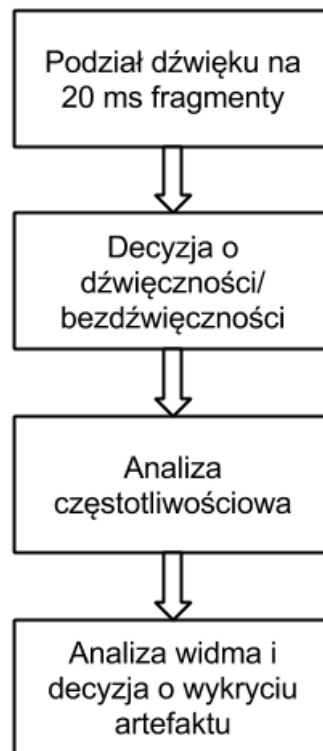 Podział dźwięku na
20 ms fragmenty
Decyzja o
dźwięczności/
bezdźwięczności
Analiza
częstotliwościowa
Analiza widma i
decyzja o wykryciu
artefaktu